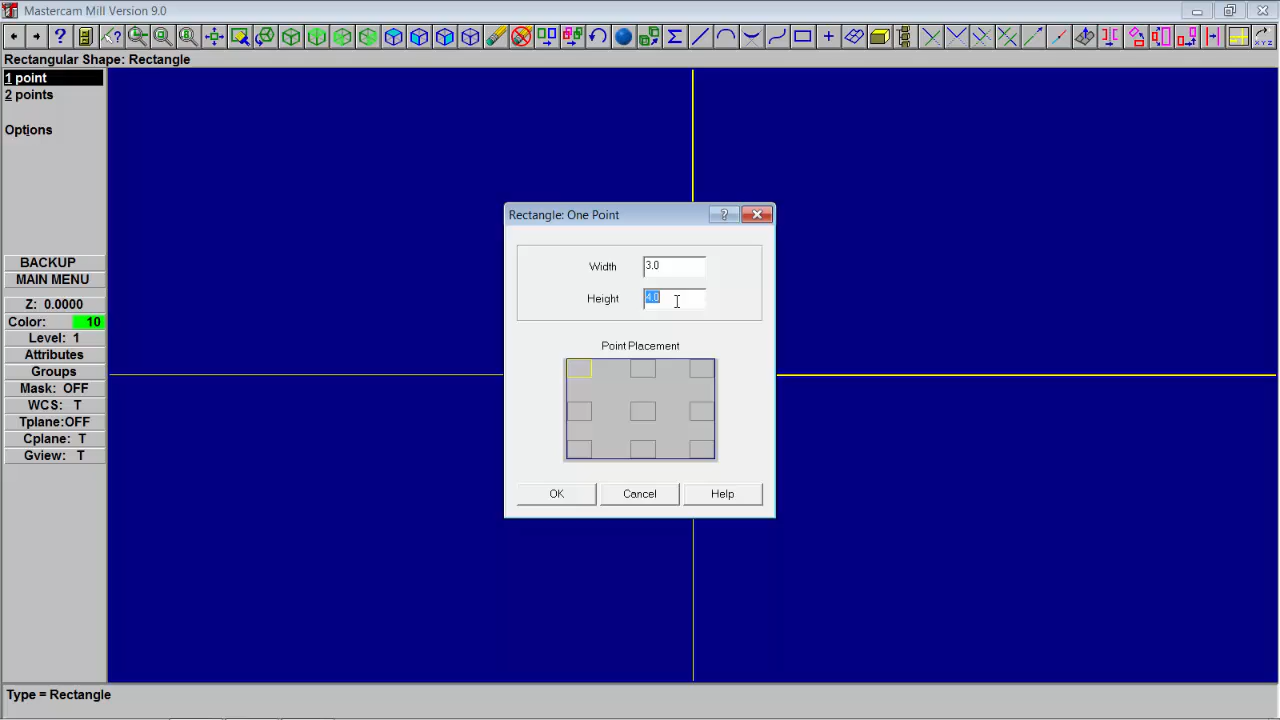 Mastercam Mill Version 9.0
Rectangular Shape: Rectangle
1 point
2 points
Options
BACKUP
MAIN MENU
Z: 0.0000
Color: 10
Level: 1
Attributes
Groups
Mask: OFF
WCS: T
Tplane:OFF
Cplane: T
Gview: T
Rectangle: One Point
Width 3.0
Height 4.0
Point Placement
OK Cancel Help
Type = Rectangle